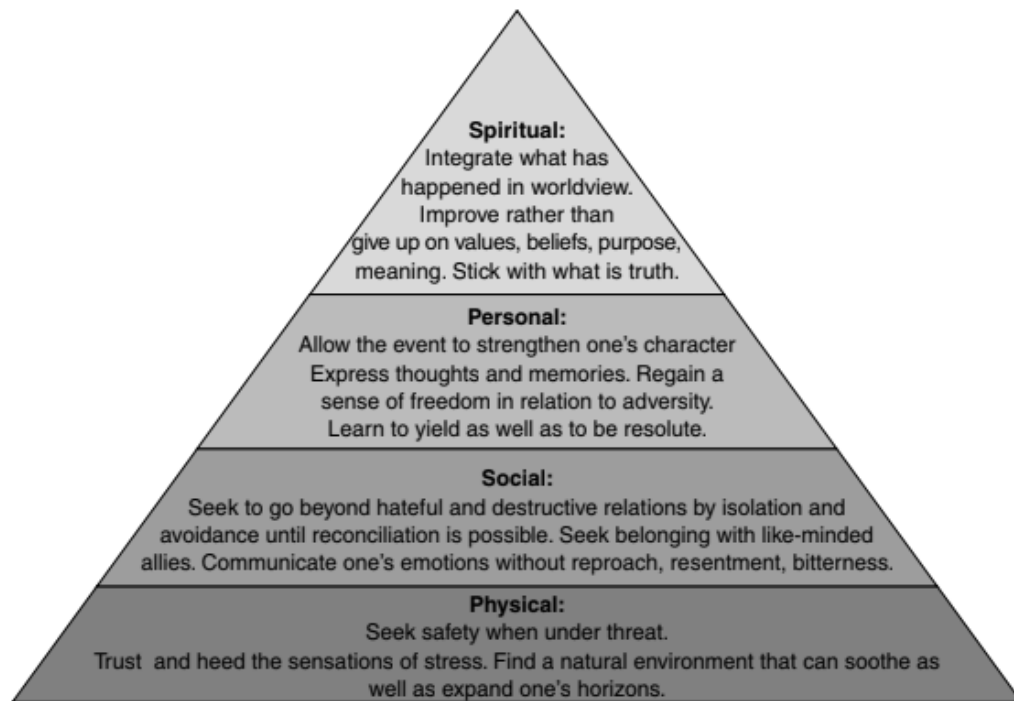 Spiritual:
Integrate what has
happened in worldview.
Improve rather than
give up on values, beliefs, purpose,
meaning. Stick with what is truth.
Personal:
Allow the event to strengthen one's character
Express thoughts and memories. Regain a
sense of freedom in relation to adversity.
Learn to yield as well as to be resolute.
Social:
Seek to go beyond hateful and destructive relations by isolation and
avoidance until reconciliation is possible. Seek belonging with like-minded
allies. Communicate one's emotions without reproach, resentment, bitterness.
Physical:
Seek safety when under threat.
Trust and heed the sensations of stress. Find a natural environment that can soothe as
well as expand one's horizons.